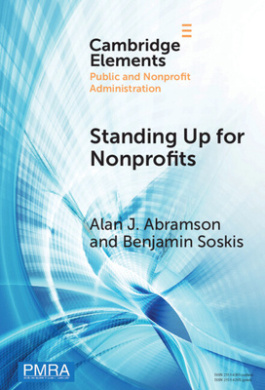 Cambridge
Elements
Public and Nonprofit
Administration
Standing Up for
Nonprofits
Alan J. Abramson
and Benjamin Soskis
PMRA